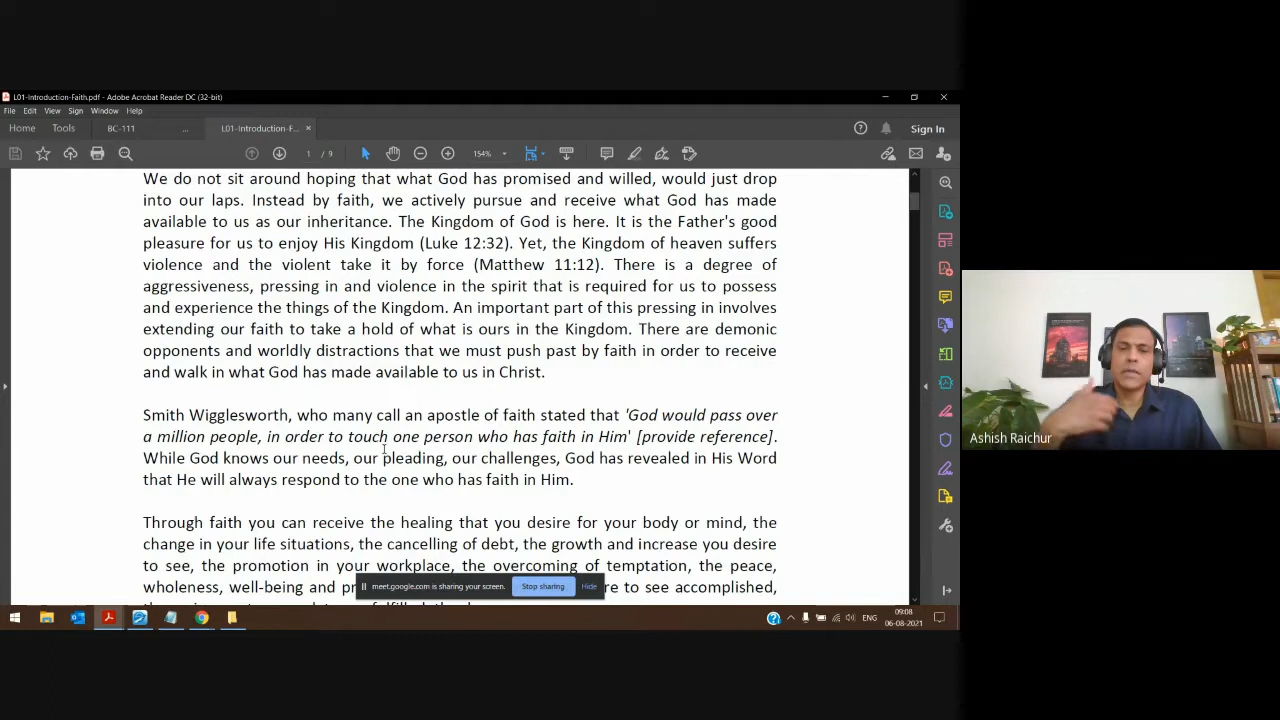 L01-Introduction-Faith.pdf - Adobe Acrobat Reader DC (32-bit)
File Edit View Sign Window Help
Home Tools BC-111 ... L01-Introduction-F... × Sign In
1 / 9 154%
We do not sit around hoping that what God has promised and willed, would just drop
into our laps. Instead by faith, we actively pursue and receive what God has made
available to us as our inheritance. The Kingdom of God is here. It is the Father's good
pleasure for us to enjoy His Kingdom (Luke 12:32). Yet, the Kingdom of heaven suffers
violence and the violent take it by force (Matthew 11:12). There is a degree of
aggressiveness, pressing in and violence in the spirit that is required for us to possess
and experience the things of the Kingdom. An important part of this pressing in involves
extending our faith to take a hold of what is ours in the Kingdom. There are demonic
opponents and worldly distractions that we must push past by faith in order to receive
and walk in what God has made available to us in Christ.
Smith Wigglesworth, who many call an apostle of faith stated that 'God would pass over
a million people, in order to touch one person who has faith in Him' [provide reference].
While God knows our needs, our pleading, our challenges, God has revealed in His Word
that He will always respond to the one who has faith in Him.
Through faith you can receive the healing that you desire for your body or mind, the
change in your life situations, the cancelling of debt, the growth and increase you desire
to see, the promotion in your workplace, the overcoming of temptation, the peace,
wholeness, well-being and re to see accomplished,
meet.google.com is sharing your screen. Stop sharing Hide
Ashish Raichur
ENG
09:08
06-08-2021